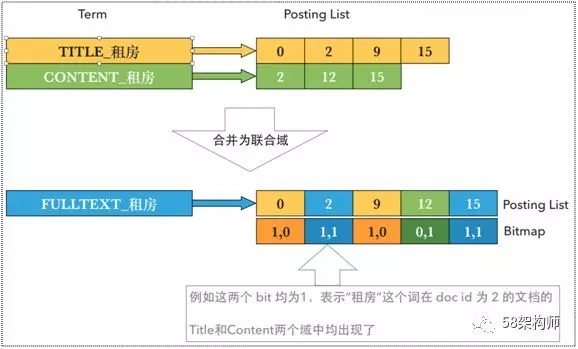 Term Posting List
TITLE_租房 0 2 9 15
CONTENT_租房 2 12 15
合并为联合域
FULLTEXT_租房 0 2 9 12 15 Posting List
1,0 1,1 1,0 0,1 1,1 Bitmap
例如这两个 bit 均为1，表示“租房”这个词在 doc id 为 2 的文档的
Title和Content两个域中均出现了
58架构师